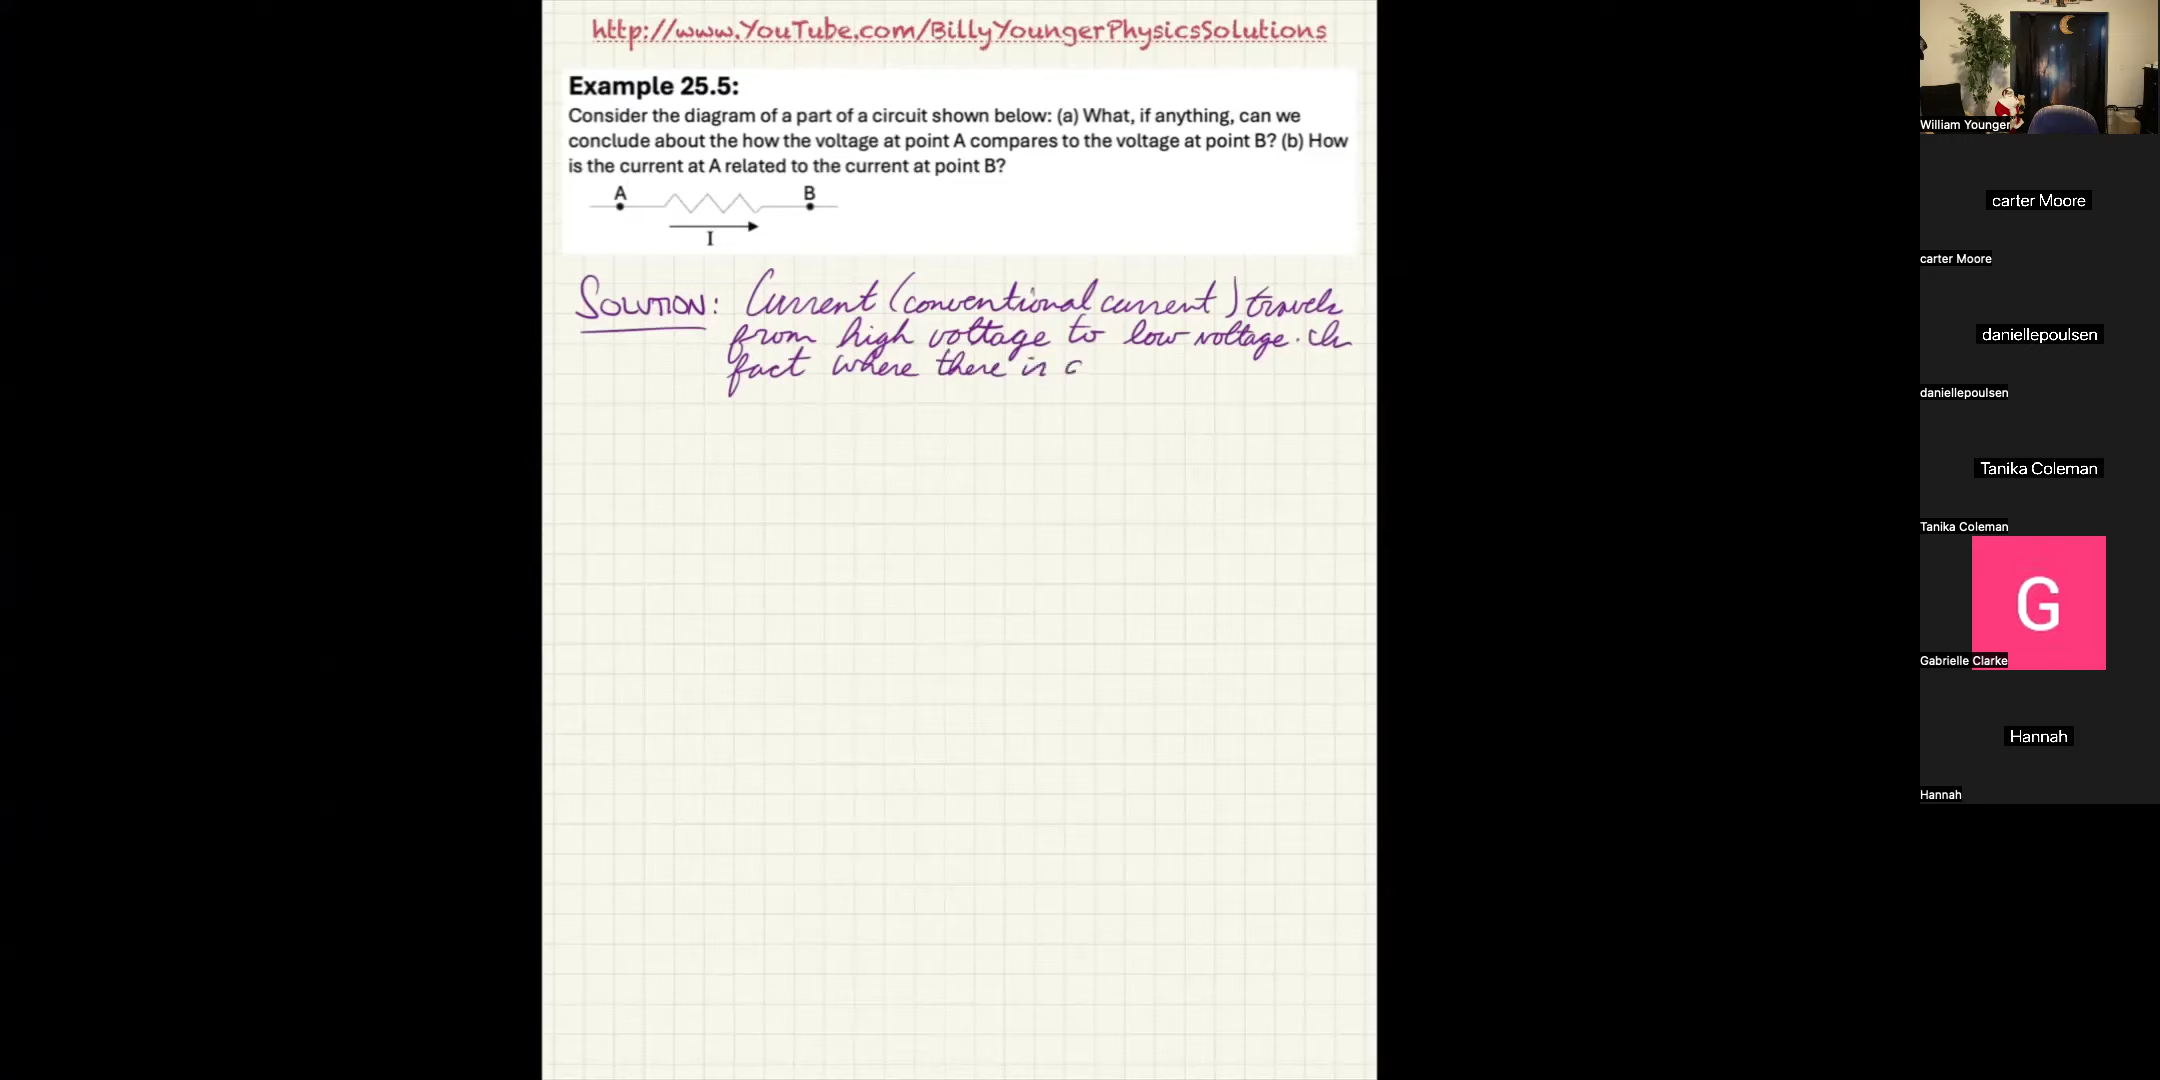 http://www.YouTube.com/BillyYoungerPhysicsSolutions
Example 25.5:
Consider the diagram of a part of a circuit shown below: (a) What, if anything, can we
conclude about the how the voltage at point A compares to the voltage at point B? (b) How
is the current at A related to the current at point B?
A B
I
SOLUTION: Current (conventional current) travels
from high voltage to low voltage. In
fact where there is a
William Younger
carter Moore
carter Moore
daniellepoulsen
daniellepoulsen
Tanika Coleman
Tanika Coleman
G
Gabrielle Clarke
Hannah
Hannah